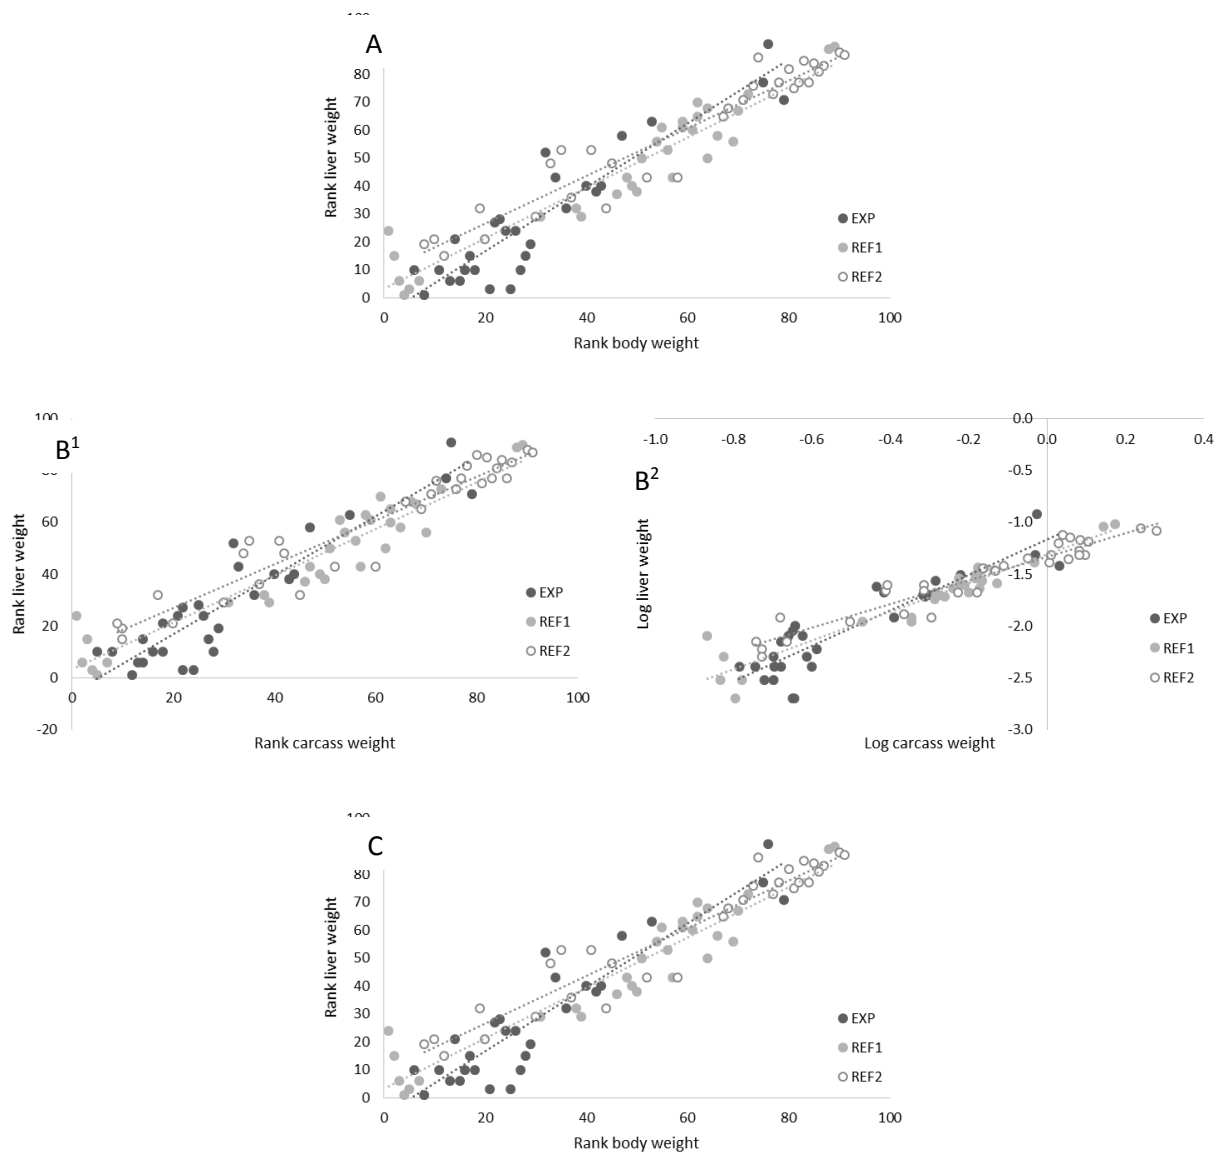 A
80
70
60
50
40
30
20
10
0
0 20 40 60 80 100
Rank liver weight
Rank body weight
EXP
REF1
REF2
B1
100
60
40
20
0
-20
0 20 40 60 80 100
Rank liver weight
Rank carcass weight
EXP
REF1
REF2
B2
-1.0 -0.8 -0.6 -0.4 -0.2 0.0 0.2 0.4
0.0
-0.5
-1.0
-1.5
-2.0
-2.5
-3.0
Log liver weight
Log carcass weight
EXP
REF1
REF2
C
80
70
60
50
40
30
20
10
0
0 20 40 60 80 100
Rank liver weight
Rank body weight
EXP
REF1
REF2